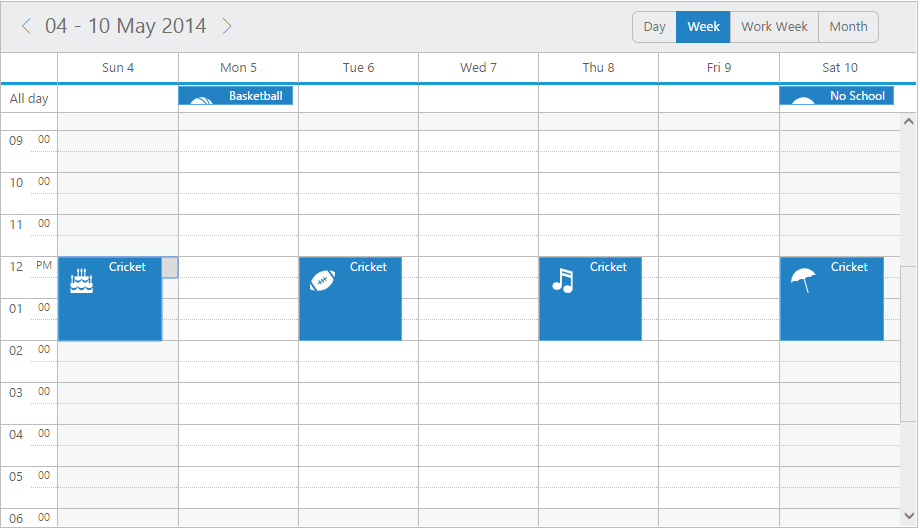 04 - 10 May 2014 Day Week Work Week Month
Sun 4 Mon 5 Tue 6 Wed 7 Thu 8 Fri 9 Sat 10
All day Basketball No School
09 00
10 00
11 00
12 PM Cricket Cricket Cricket Cricket
01 00
02 00
03 00
04 00
05 00
06 00